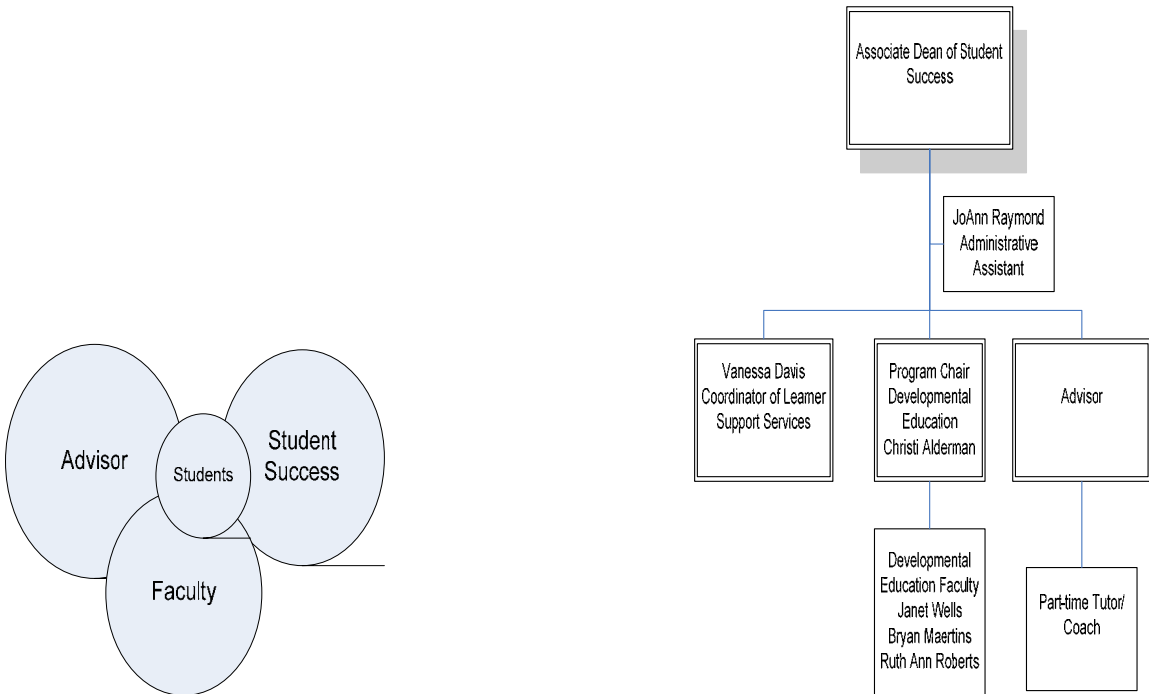 Advisor
Students
Student
Success
Faculty
Associate Dean of Student
Success
JoAnn Raymond
Administrative
Assistant
Vanessa Davis
Coordinator of Learner
Support Services
Program Chair
Developmental
Education
Christi Alderman
Advisor
Developmental
Education Faculty
Janet Wells
Bryan Maertins
Ruth Ann Roberts
Part-time Tutor/
Coach